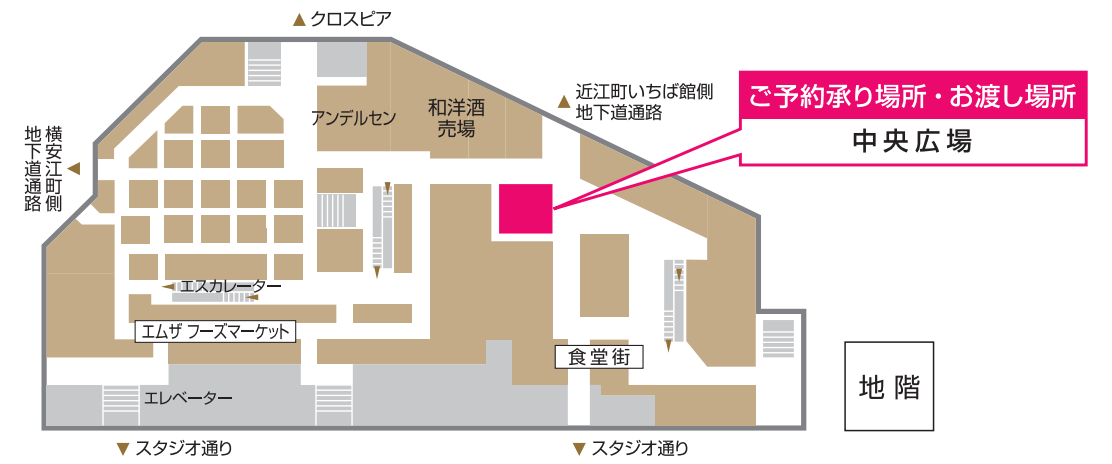 クロスピア
近江町いちば館側
地下道通路
ご予約承り場所・お渡し場所
中央広場
アンデルセン
和洋酒
売場
横安江町側
地下道通路
エスカレーター
エムザ フーズマーケット
食堂街
エレベーター
地階
スタジオ通り
スタジオ通り